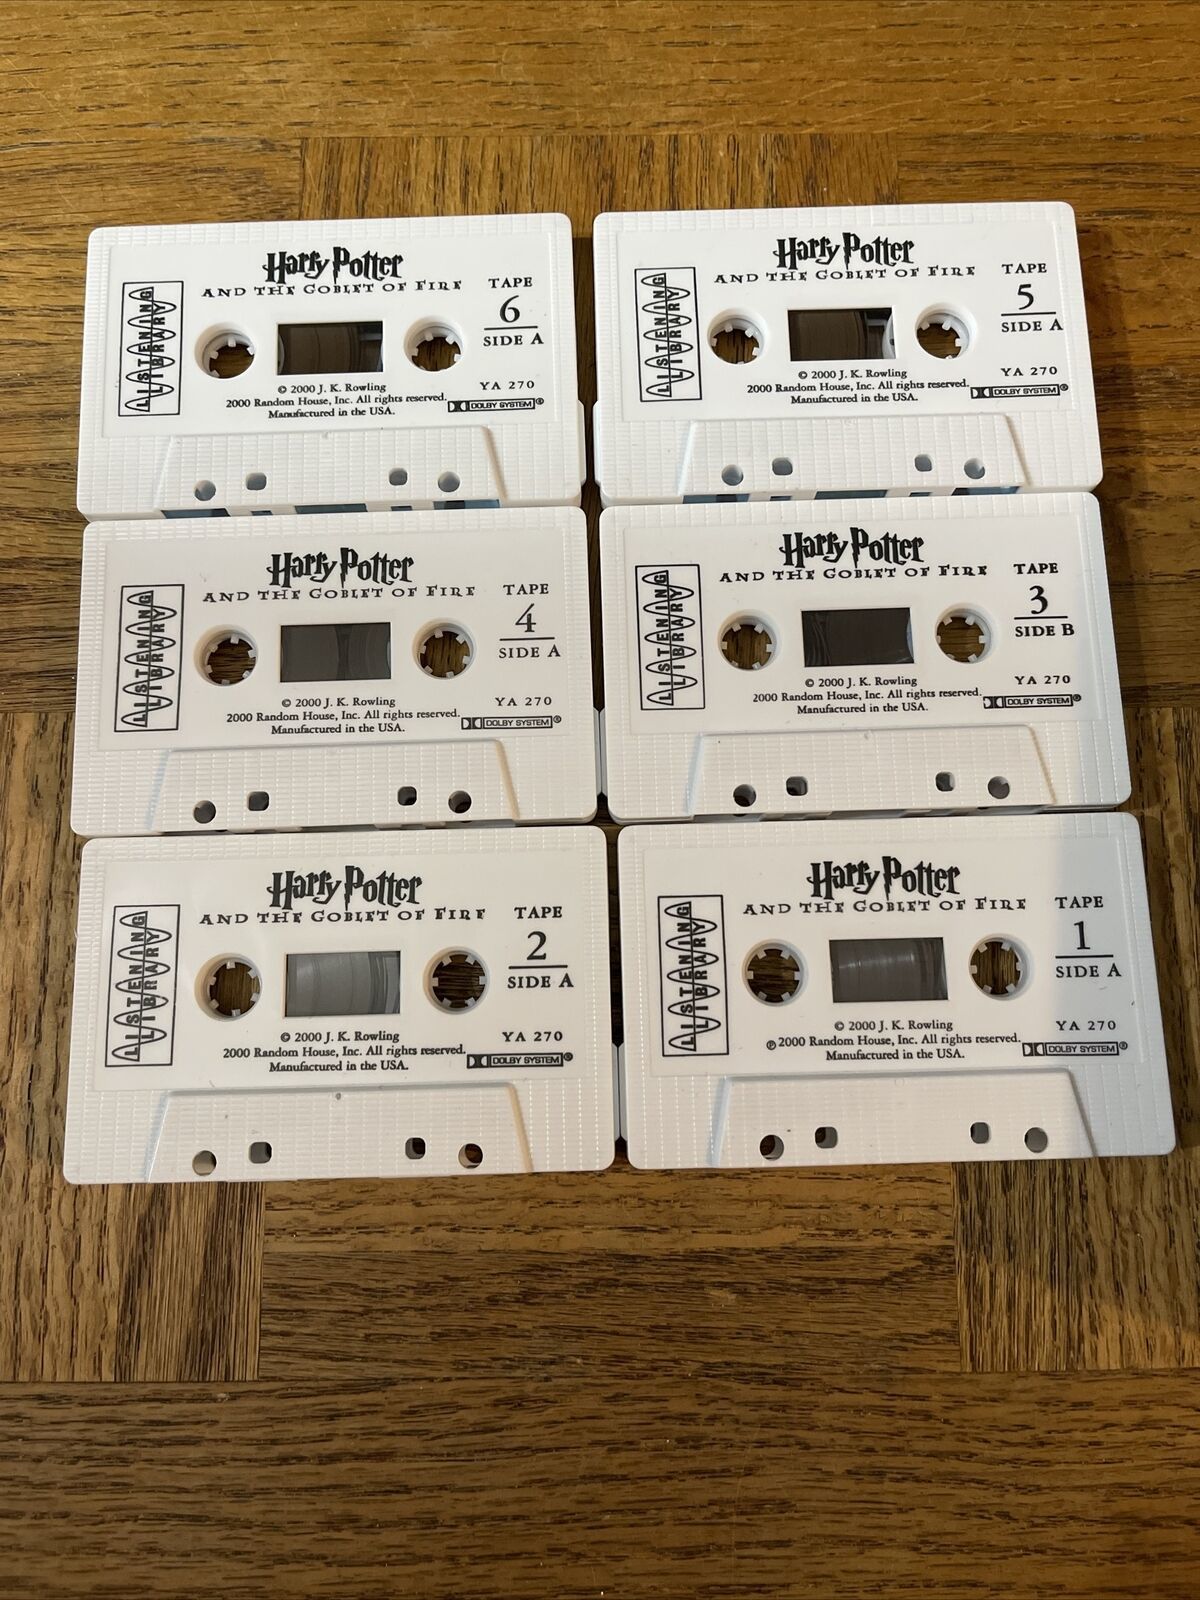 Harry Potter
AND THE GOBLET OF FIRE
LISTENING
LIBRARY
TAPE
6
SIDE A
© 2000 J. K. Rowling
2000 Random House, Inc. All rights reserved.
Manufactured in the USA.
YA 270
DOLBY SYSTEM®
Harry Potter
AND THE GOBLET OF FIRE
LISTENING
LIBRARY
TAPE
5
SIDE A
© 2000 J. K. Rowling
2000 Random House, Inc. All rights reserved.
Manufactured in the USA.
YA 270
DOLBY SYSTEM®
Harry Potter
AND THE GOBLET OF FIRE
LISTENING
LIBRARY
TAPE
4
SIDE A
© 2000 J. K. Rowling
2000 Random House, Inc. All rights reserved.
Manufactured in the USA.
YA 270
DOLBY SYSTEM®
Harry Potter
AND THE GOBLET OF FIRE
LISTENING
LIBRARY
TAPE
3
SIDE B
© 2000 J. K. Rowling
2000 Random House, Inc. All rights reserved.
Manufactured in the USA.
YA 270
DOLBY SYSTEM®
Harry Potter
AND THE GOBLET OF FIRE
LISTENING
LIBRARY
TAPE
2
SIDE A
© 2000 J. K. Rowling
2000 Random House, Inc. All rights reserved.
Manufactured in the USA.
YA 270
DOLBY SYSTEM®
Harry Potter
AND THE GOBLET OF FIRE
LISTENING
LIBRARY
TAPE
1
SIDE A
© 2000 J. K. Rowling
℗ 2000 Random House, Inc. All rights reserved.
Manufactured in the USA.
YA 270
DOLBY SYSTEM®